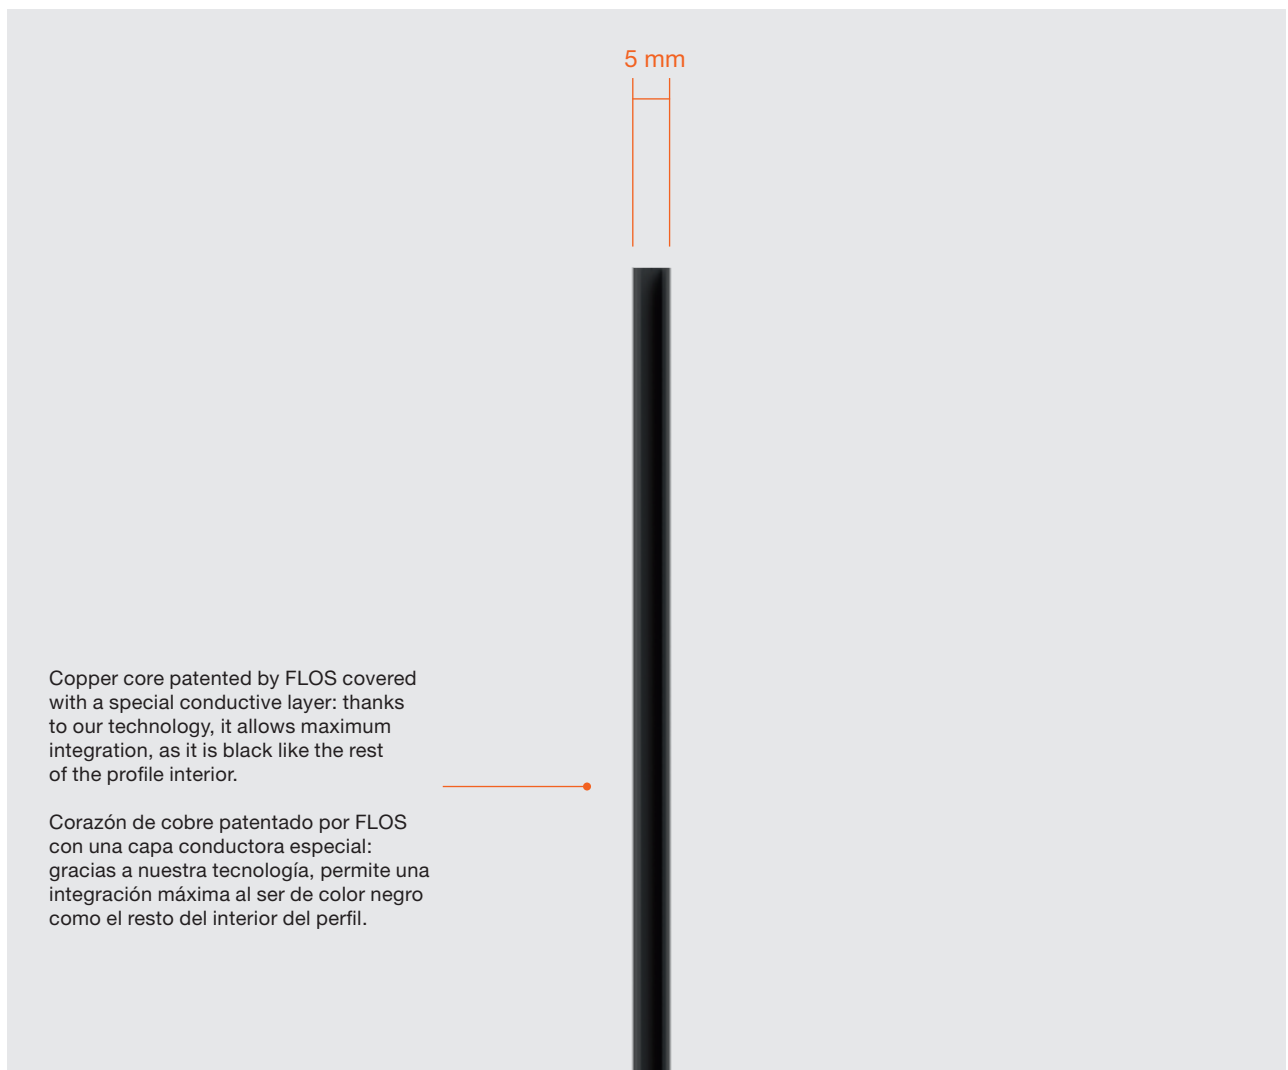 5 mm
Copper core patented by FLOS covered
with a special conductive layer: thanks
to our technology, it allows maximum
integration, as it is black like the rest
of the profile interior.
Corazón de cobre patentado por FLOS
con una capa conductora especial:
gracias a nuestra tecnología, permite una
integración máxima al ser de color negro
como el resto del interior del perfil.